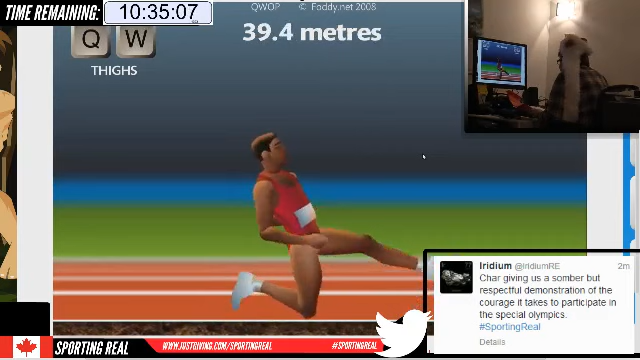 TIME REMAINING:
10:35:07
QWOP
© Foddy.net 2008
39.4 metres
Q W
THIGHS
Iridium @IridiumRE 2m
Char giving us a somber but
respectful demonstration of the
courage it takes to participate in
the special olympics.
#SportingReal
Details
SPORTING REAL
WWW.JUSTGIVING.COM/SPORTINGREAL
#SPORTINGREAL